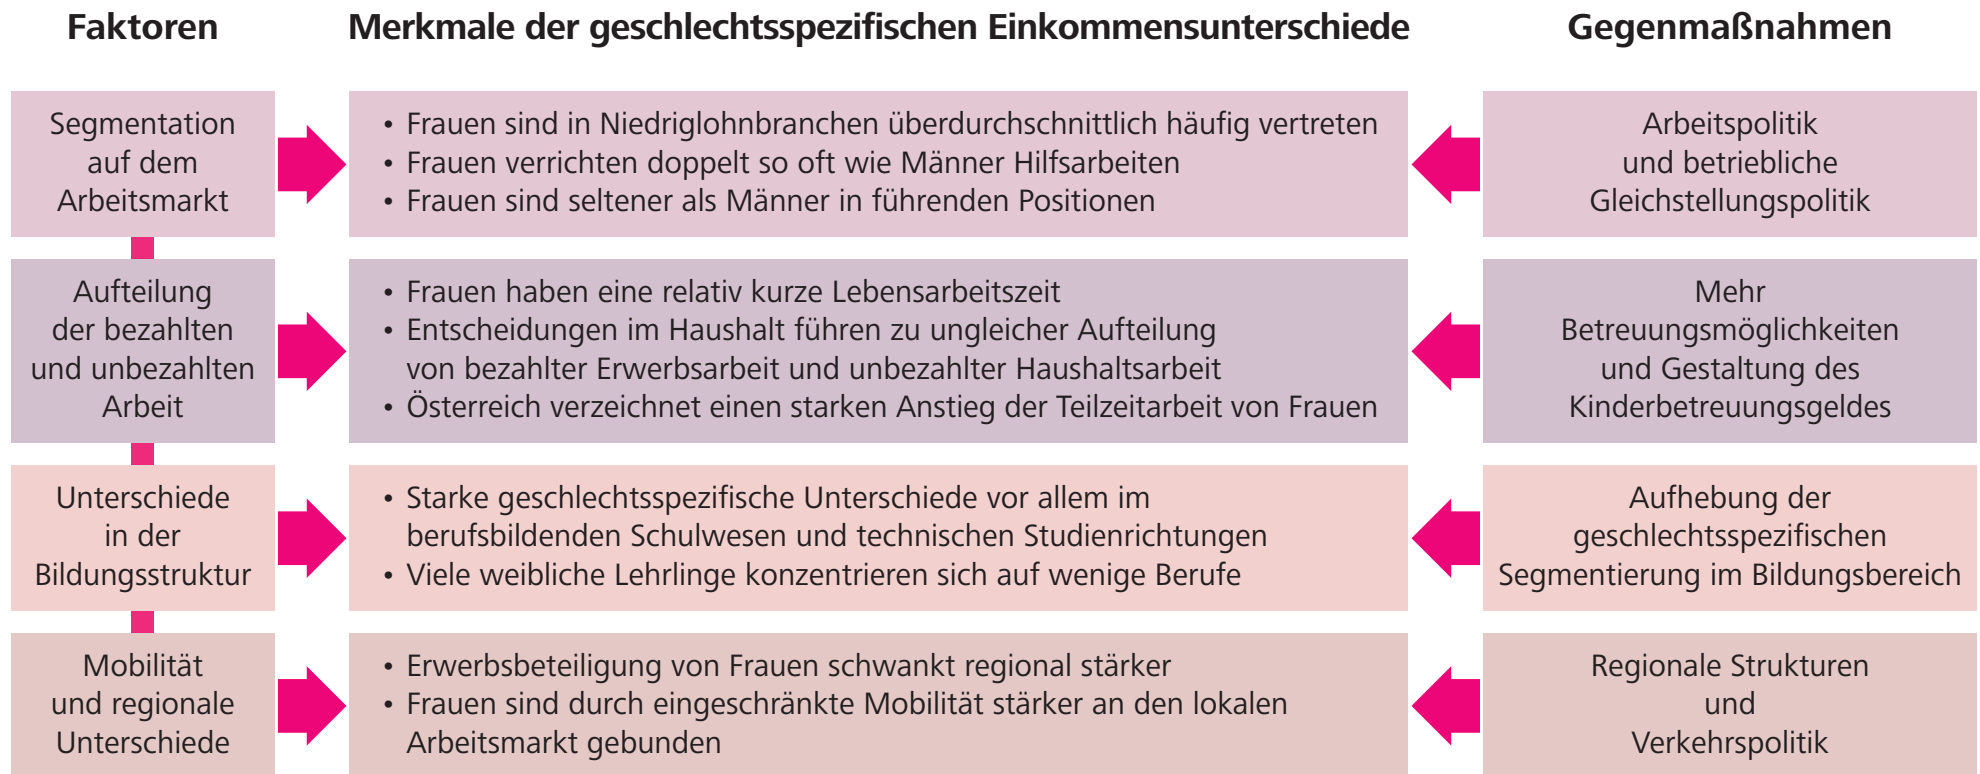 Faktoren
Merkmale der geschlechtsspezifischen Einkommensunterschiede
Gegenmaßnahmen
Segmentation
auf dem
Arbeitsmarkt
• Frauen sind in Niedriglohnbranchen überdurchschnittlich häufig vertreten
• Frauen verrichten doppelt so oft wie Männer Hilfsarbeiten
• Frauen sind seltener als Männer in führenden Positionen
Arbeitspolitik
und betriebliche
Gleichstellungspolitik
Aufteilung
der bezahlten
und unbezahlten
Arbeit
• Frauen haben eine relativ kurze Lebensarbeitszeit
• Entscheidungen im Haushalt führen zu ungleicher Aufteilung
von bezahlter Erwerbsarbeit und unbezahlter Haushaltsarbeit
• Österreich verzeichnet einen starken Anstieg der Teilzeitarbeit von Frauen
Mehr
Betreuungsmöglichkeiten
und Gestaltung des
Kinderbetreuungsgeldes
Unterschiede
in der
Bildungsstruktur
• Starke geschlechtsspezifische Unterschiede vor allem im
berufsbildenden Schulwesen und technischen Studienrichtungen
• Viele weibliche Lehrlinge konzentrieren sich auf wenige Berufe
Aufhebung der
geschlechtsspezifischen
Segmentierung im Bildungsbereich
Mobilität
und regionale
Unterschiede
• Erwerbsbeteiligung von Frauen schwankt regional stärker
• Frauen sind durch eingeschränkte Mobilität stärker an den lokalen
Arbeitsmarkt gebunden
Regionale Strukturen
und
Verkehrspolitik